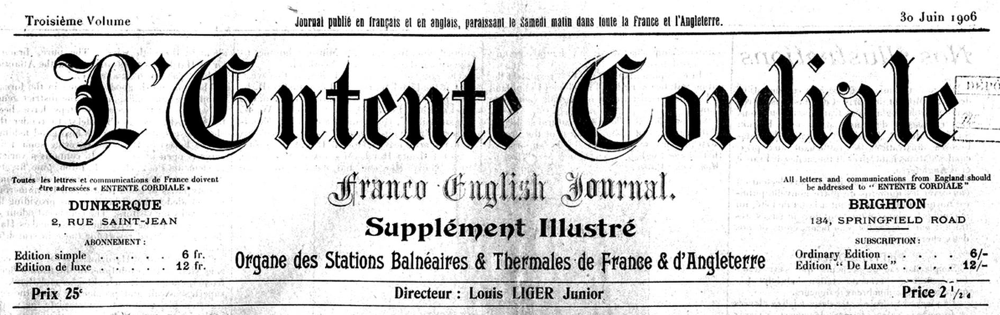 Troisième Volume
Journal publié en français et en anglais, paraissant le Samedi matin dans toute la France et l'Angleterre.
30 Juin 1906
L'Entente Cordiale
Franco English Journal.
Supplément Illustré
Organe des Stations Balnéaires & Thermales de France & d'Angleterre
Toutes les lettres et communications de France doivent
être adressées « ENTENTE CORDIALE »
DUNKERQUE
2, RUE SAINT-JEAN
ABONNEMENT :
Edition simple . . . . . 6 fr.
Edition de luxe . . . . . 12 fr.
All letters and communications from England should
be addressed to “ ENTENTE CORDIALE ”
BRIGHTON
134, SPRINGFIELD ROAD
SUBSCRIPTION :
Ordinary Edition . . . . . 6/-
Edition “ De Luxe ” . . . . 12/-
Prix 25c
Directeur : Louis LIGER Junior
Price 2 1/2 d